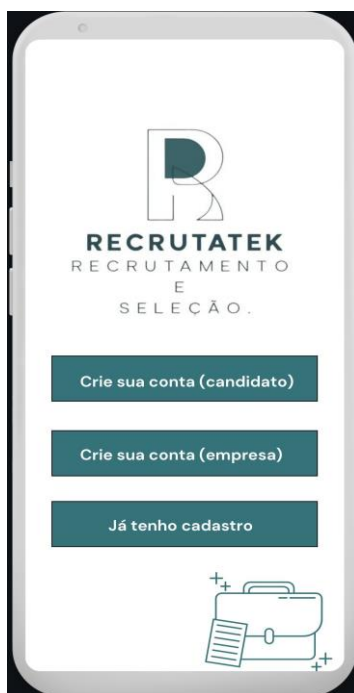 RECRUTATEK
RECRUTAMENTO
E
SELEÇÃO.
Crie sua conta (candidato)
Crie sua conta (empresa)
Já tenho cadastro